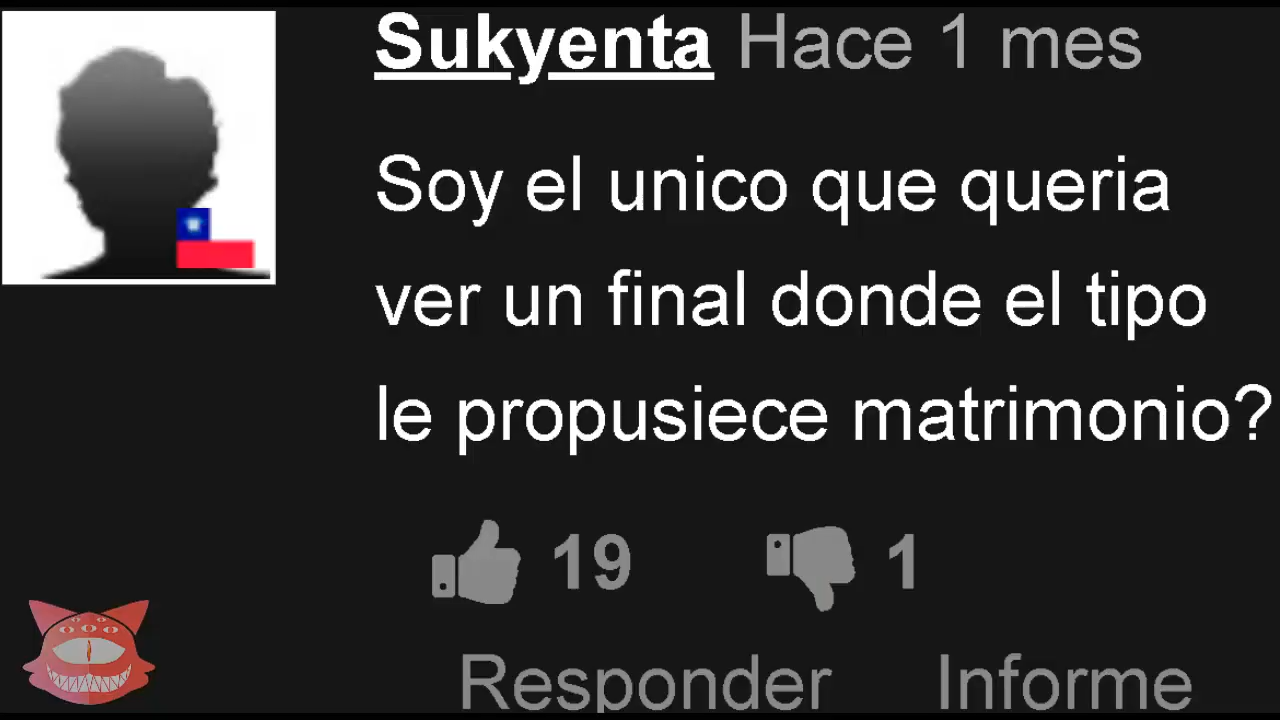 Sukyenta Hace 1 mes
Soy el unico que queria
ver un final donde el tipo
le propusiece matrimonio?
19 1
Responder Informe